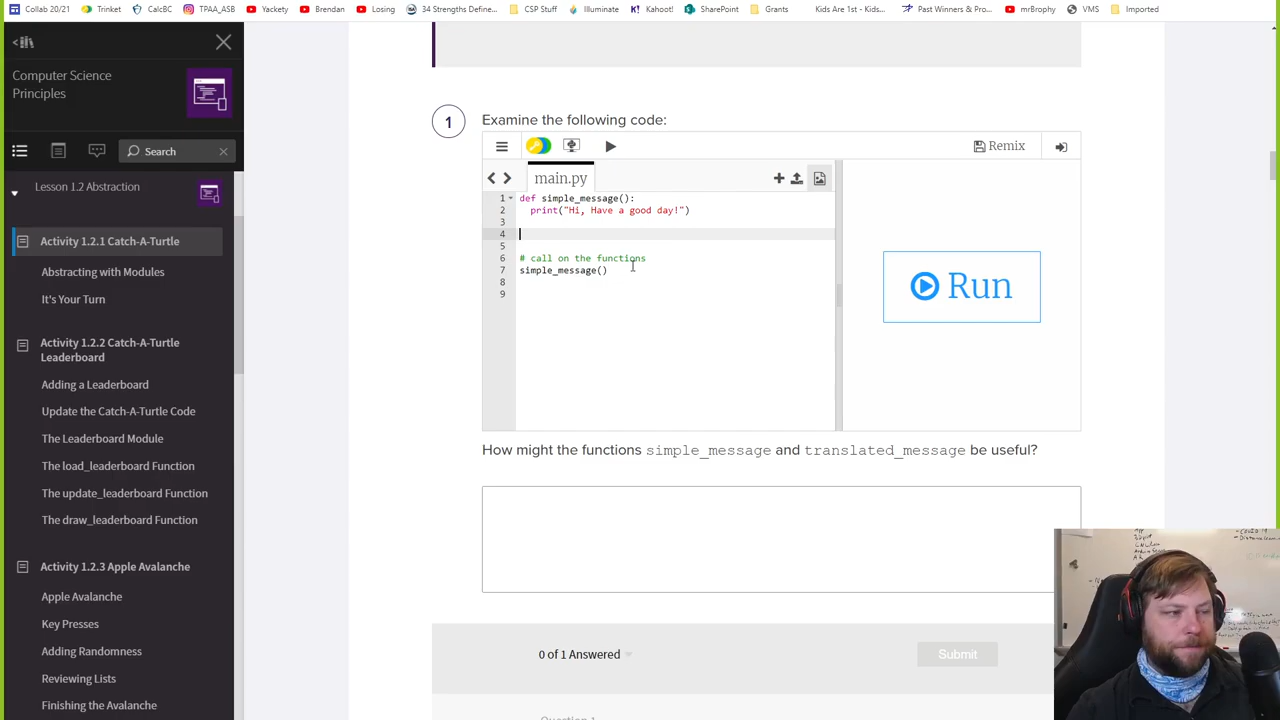 Collab 20/21 Trinket CalcBC TPAA_ASB Yackety Brendan Losing 34 Strengths Define... CSP Stuff Illuminate Kahoot! SharePoint Grants Kids Are 1st - Kids... Past Winners & Pro... mrBrophy VMS Imported
Computer Science
Principles
Search
Lesson 1.2 Abstraction
Activity 1.2.1 Catch-A-Turtle
Abstracting with Modules
It's Your Turn
Activity 1.2.2 Catch-A-Turtle
Leaderboard
Adding a Leaderboard
Update the Catch-A-Turtle Code
The Leaderboard Module
The load_leaderboard Function
The update_leaderboard Function
The draw_leaderboard Function
Activity 1.2.3 Apple Avalanche
Apple Avalanche
Key Presses
Adding Randomness
Reviewing Lists
Finishing the Avalanche
1 Examine the following code:
Remix
main.py
1 def simple_message():
2 print("Hi, Have a good day!")
3
4
5
6 # call on the functions
7 simple_message()
8
9
Run
How might the functions simple_message and translated_message be useful?
0 of 1 Answered Submit
Question 1